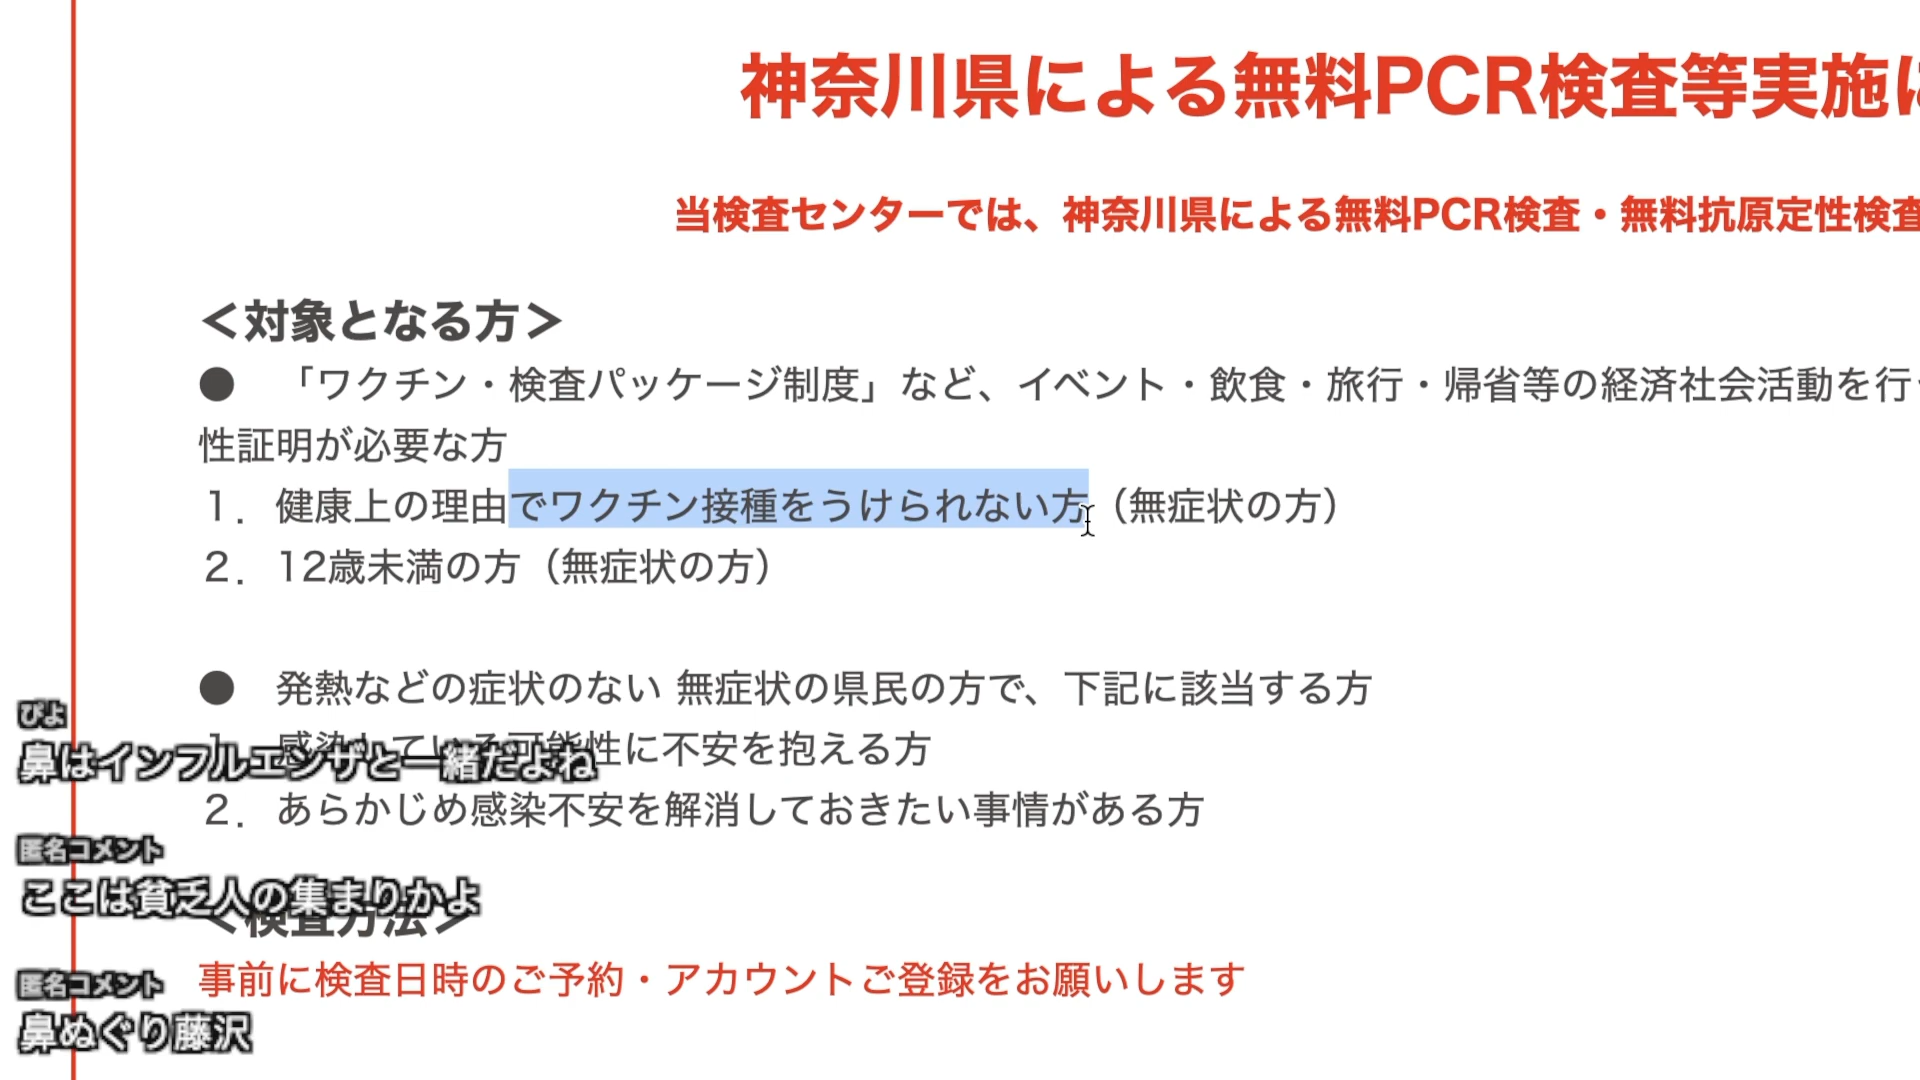 神奈川県による無料PCR検査等実施に
当検査センターでは、神奈川県による無料PCR検査・無料抗原定性検査
＜対象となる方＞
● 「ワクチン・検査パッケージ制度」など、イベント・飲食・旅行・帰省等の経済社会活動を行
性証明が必要な方
１．健康上の理由でワクチン接種をうけられない方（無症状の方）
２．12歳未満の方（無症状の方）
● 発熱などの症状のない 無症状の県民の方で、下記に該当する方
１．感染している可能性に不安を抱える方
２．あらかじめ感染不安を解消しておきたい事情がある方
＜検査方法＞
事前に検査日時のご予約・アカウントご登録をお願いします
ぴよ
鼻はインフルエンザと一緒だよね
匿名コメント
ここは貧乏人の集まりかよ
匿名コメント
鼻ぬぐり藤沢